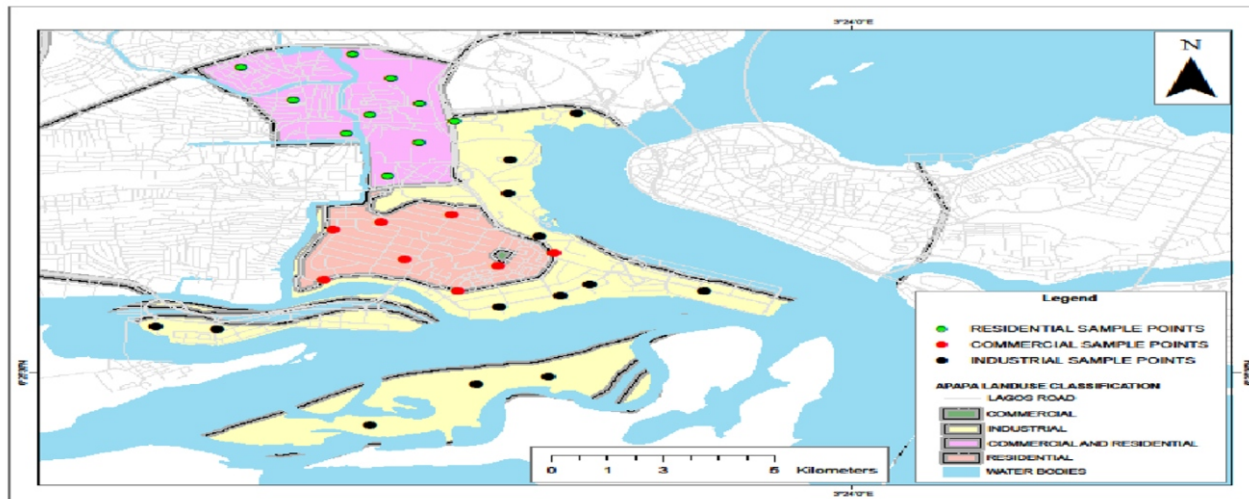 3°24'0"E
N
Legend
RESIDENTIAL SAMPLE POINTS
COMMERCIAL SAMPLE POINTS
INDUSTRIAL SAMPLE POINTS
APAPA LANDUSE CLASSIFICATION
LAGOS ROAD
COMMERCIAL
INDUSTRIAL
COMMERCIAL AND RESIDENTIAL
RESIDENTIAL
WATER BODIES
0 1 3 5 Kilometers
3°24'0"E